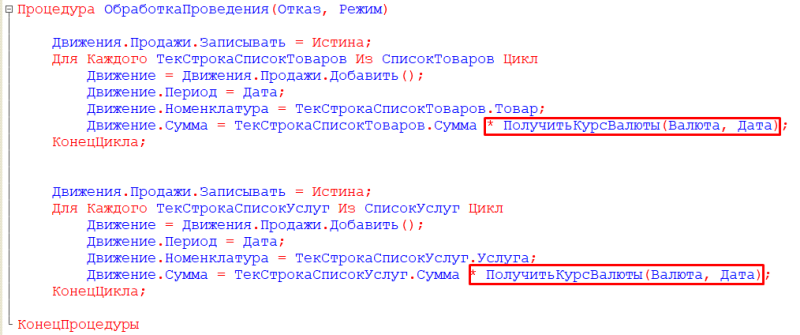 Процедура ОбработкаПроведения(Отказ, Режим)
Движения.Продажи.Записывать = Истина;
Для Каждого ТекСтрокаСписокТоваров Из СписокТоваров Цикл
Движение = Движения.Продажи.Добавить();
Движение.Период = Дата;
Движение.Номенклатура = ТекСтрокаСписокТоваров.Товар;
Движение.Сумма = ТекСтрокаСписокТоваров.Сумма * ПолучитьКурсВалюты(Валюта, Дата);
КонецЦикла;
Движения.Продажи.Записывать = Истина;
Для Каждого ТекСтрокаСписокУслуг Из СписокУслуг Цикл
Движение = Движения.Продажи.Добавить();
Движение.Период = Дата;
Движение.Номенклатура = ТекСтрокаСписокУслуг.Услуга;
Движение.Сумма = ТекСтрокаСписокУслуг.Сумма * ПолучитьКурсВалюты(Валюта, Дата);
КонецЦикла;
КонецПроцедуры